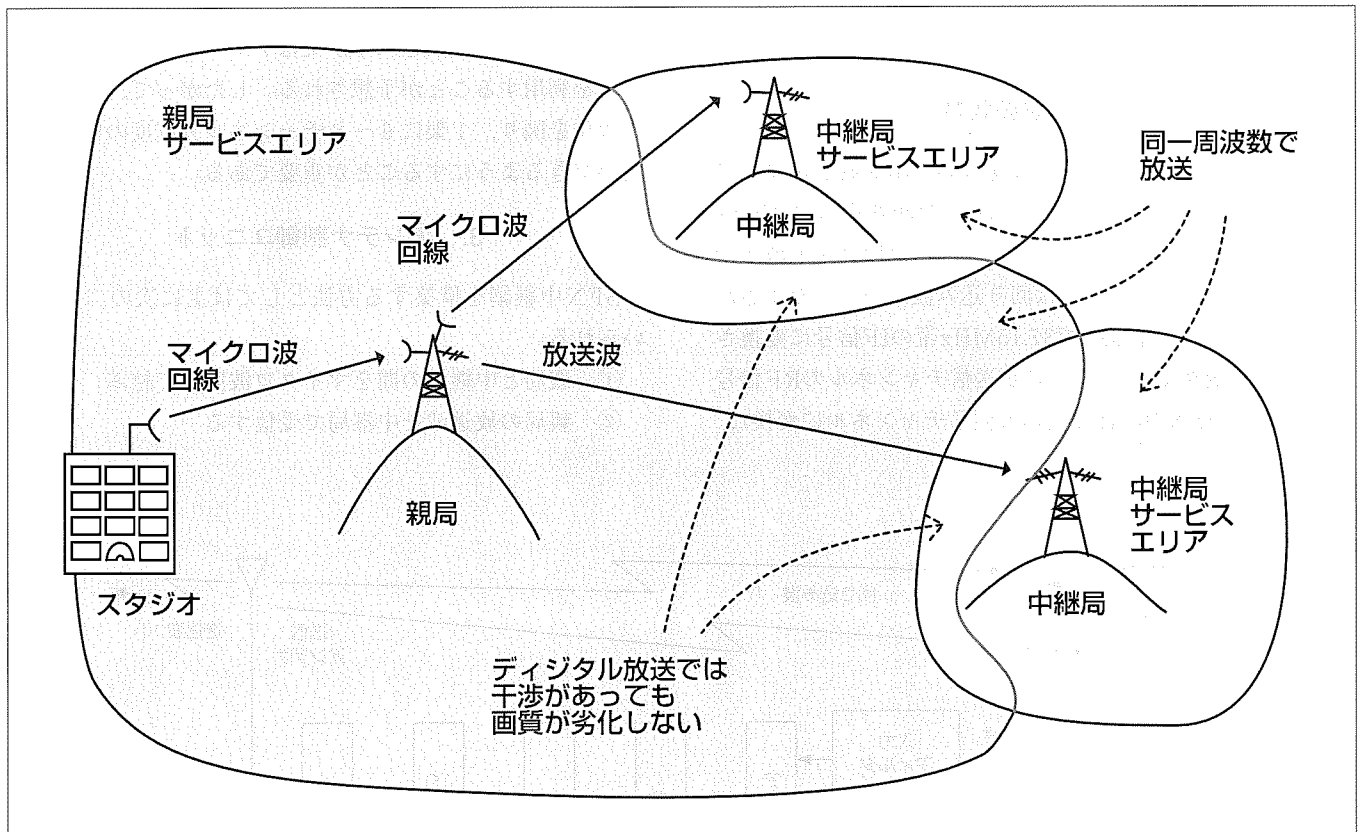 親局
サービスエリア
中継局
サービスエリア
中継局
同一周波数で
放送
マイクロ波
回線
マイクロ波
回線
放送波
親局
スタジオ
中継局
サービス
エリア
中継局
ディジタル放送では
干渉があっても
画質が劣化しない